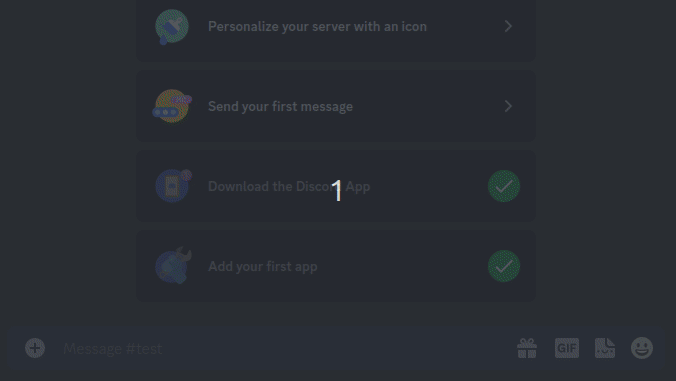 Personalize your server with an icon
Send your first message
Download the Discord App
1
Add your first app
Message #test
GIF